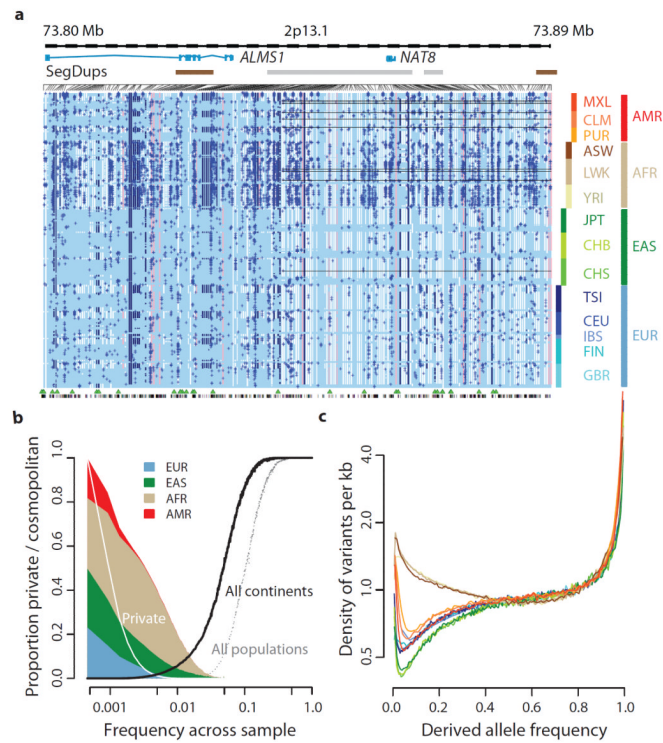 a
73.80 Mb 2p13.1 73.89 Mb
ALMS1 NAT8
SegDups
MXL
CLM
PUR
ASW
LWK
YRI
JPT
CHB
CHS
TSI
CEU
IBS
FIN
GBR
AMR
AFR
EAS
EUR
b
Proportion private / cosmopolitan
1.0
0.8
0.6
0.4
0.2
0.0
EUR
EAS
AFR
AMR
Private
All continents
All populations
0.001 0.01 0.1 1.0
Frequency across sample
c
Density of variants per kb
4.0
2.0
1.0
0.5
0.0 0.2 0.4 0.6 0.8 1.0
Derived allele frequency